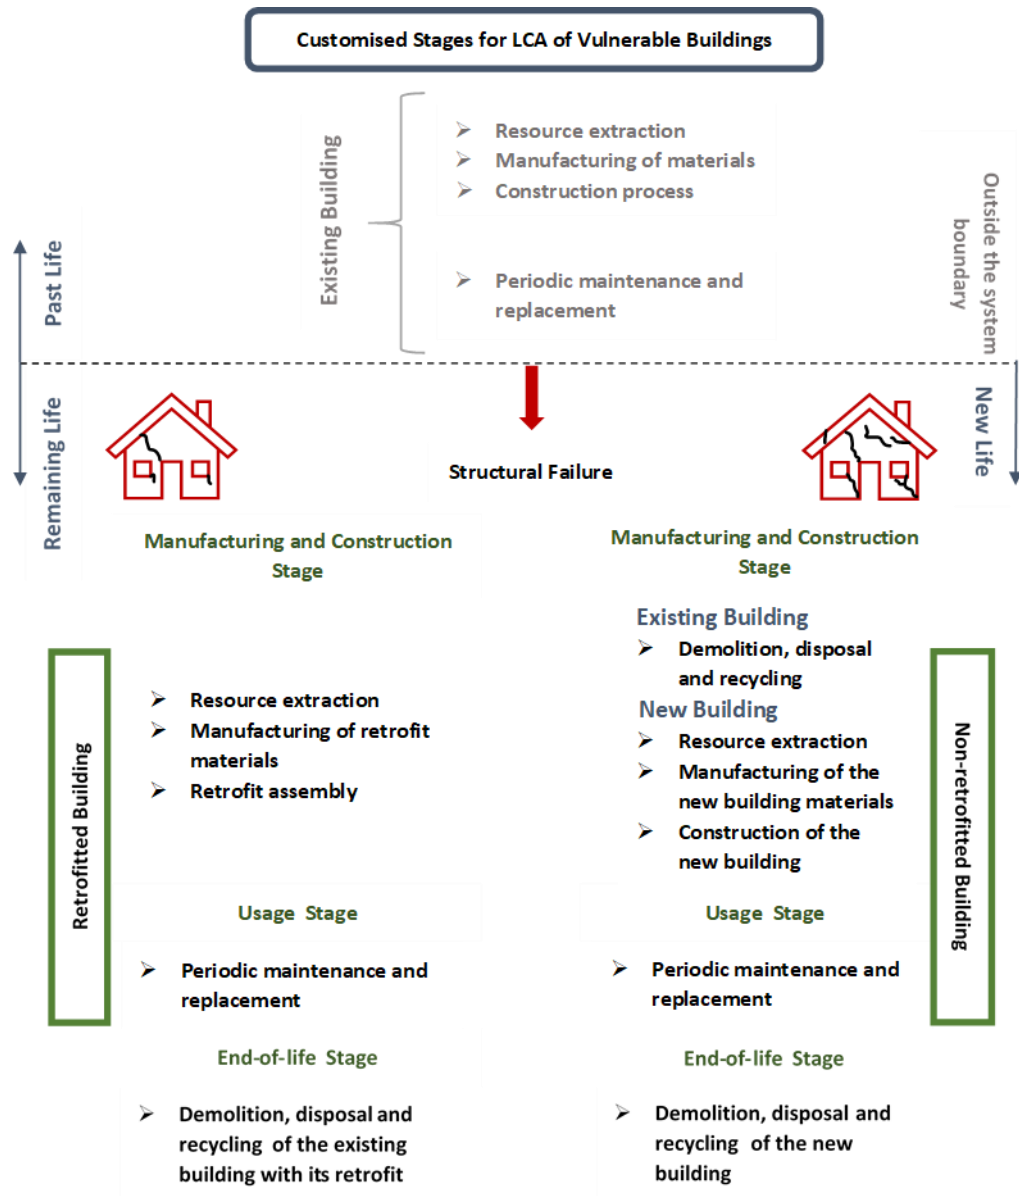 Customised Stages for LCA of Vulnerable Buildings
Existing Building
➢ Resource extraction
➢ Manufacturing of materials
➢ Construction process
➢ Periodic maintenance and
replacement
Outside the system
boundary
Past Life
Remaining Life
New Life
Structural Failure
Manufacturing and Construction
Stage
Retrofitted Building
➢ Resource extraction
➢ Manufacturing of retrofit
materials
➢ Retrofit assembly
Usage Stage
➢ Periodic maintenance and
replacement
End-of-life Stage
➢ Demolition, disposal and
recycling of the existing
building with its retrofit
Manufacturing and Construction
Stage
Existing Building
➢ Demolition, disposal
and recycling
New Building
➢ Resource extraction
➢ Manufacturing of the
new building materials
➢ Construction of the
new building
Non-retrofitted Building
Usage Stage
➢ Periodic maintenance and
replacement
End-of-life Stage
➢ Demolition, disposal and
recycling of the new
building